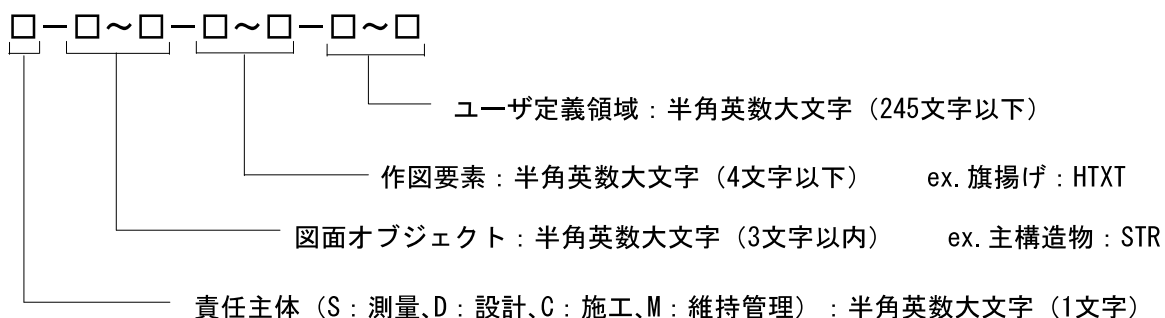 □－□～□－□～□－□～□
ユーザ定義領域：半角英数大文字（245文字以下）
作図要素：半角英数大文字（4文字以下） ex.旗揚げ：HTXT
図面オブジェクト：半角英数大文字（3文字以内） ex.主構造物：STR
責任主体（S：測量、D：設計、C：施工、M：維持管理）：半角英数大文字（1文字）